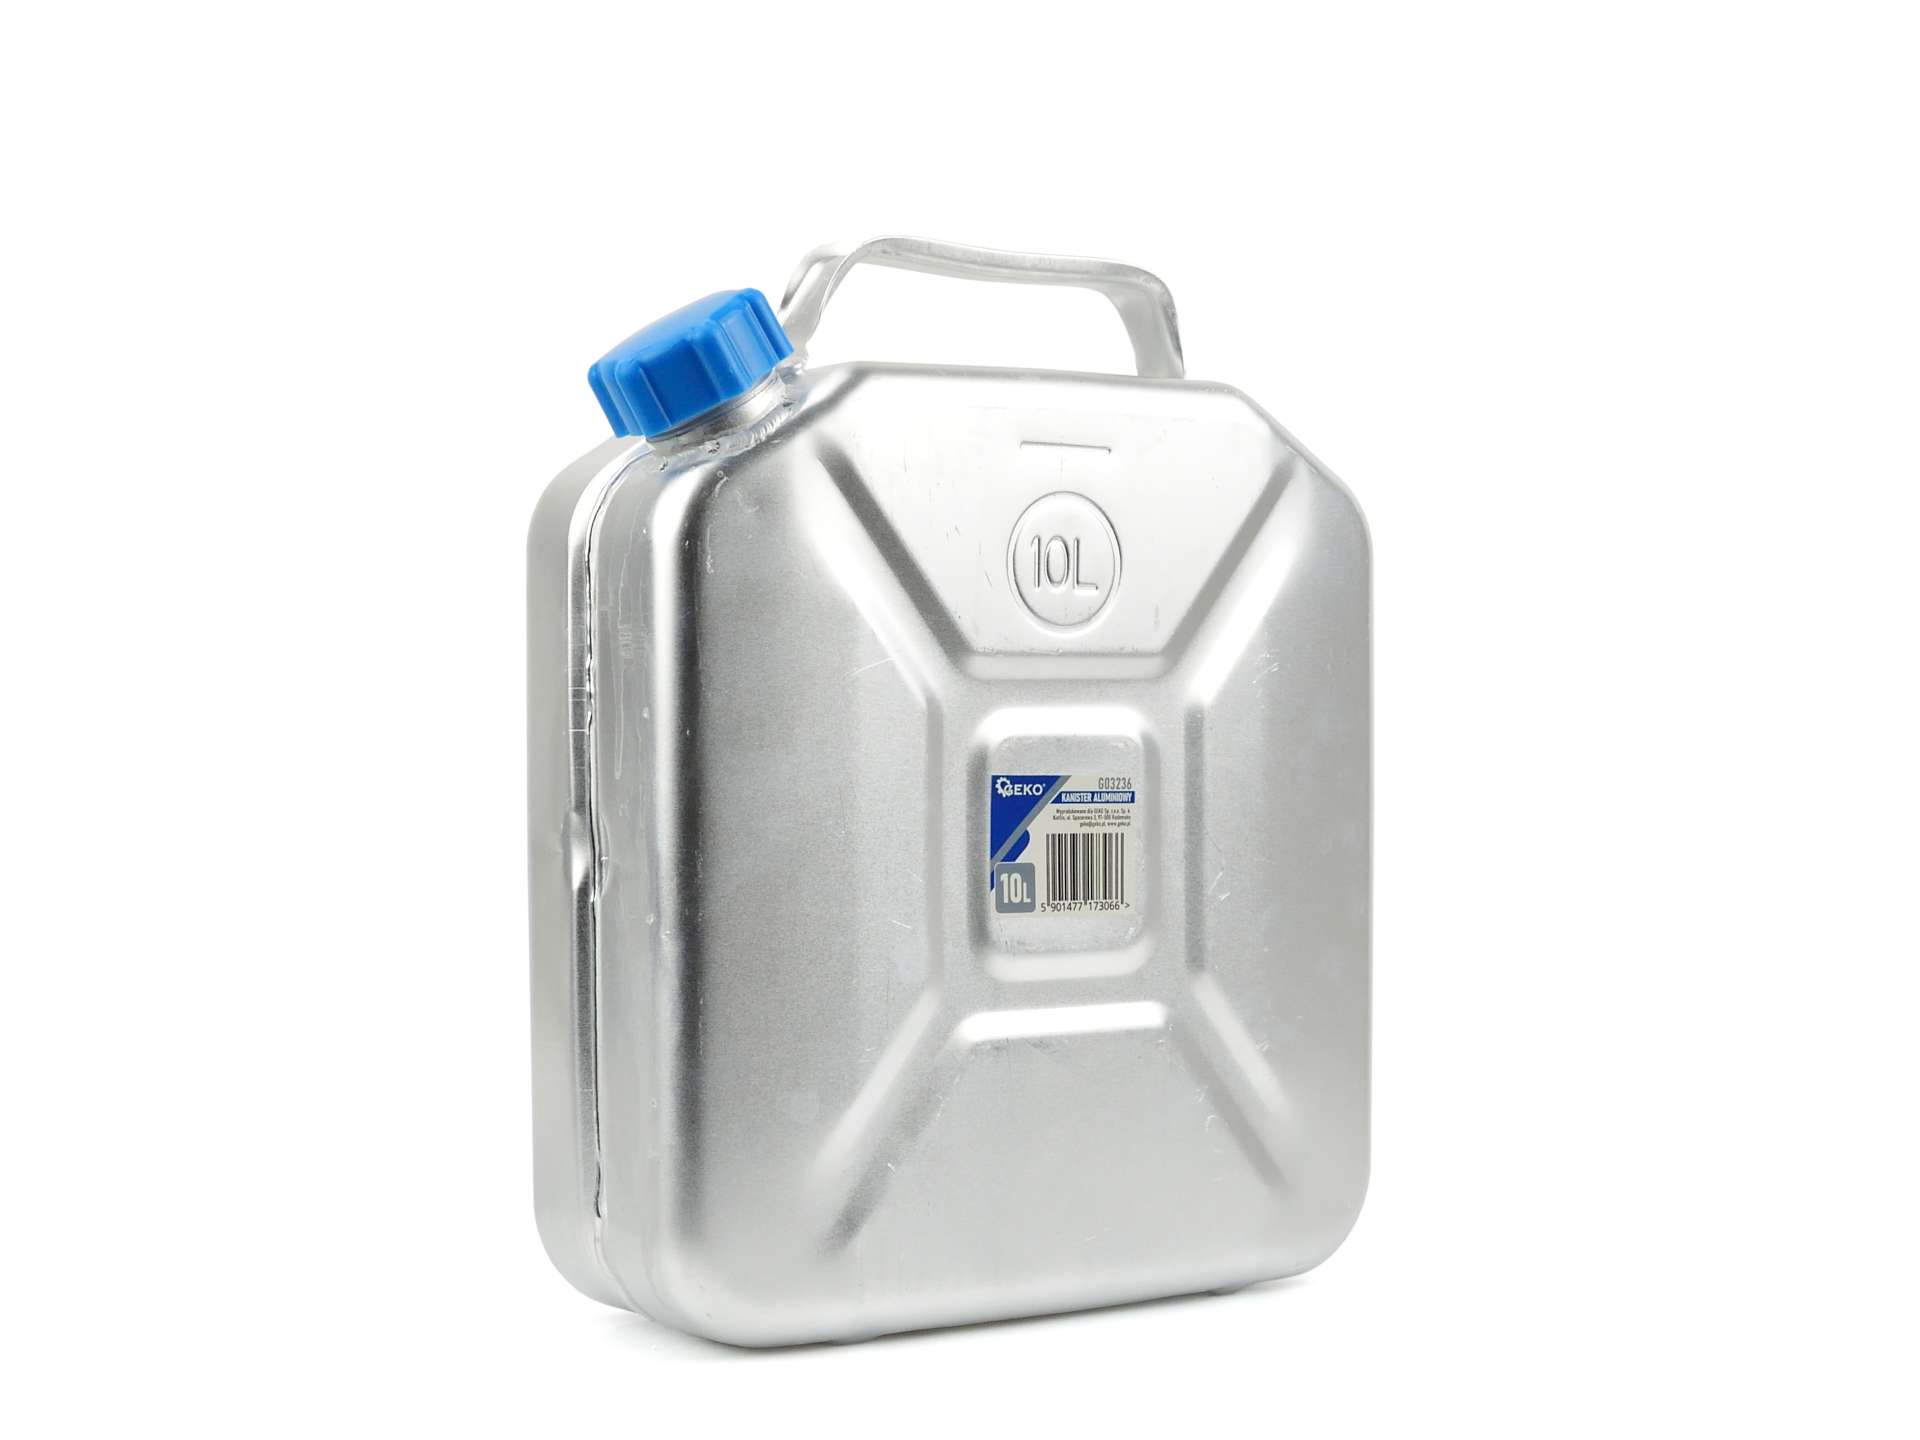 10L
GEKO®
G03236
KANISTER ALUMINIOWY
Wyprodukowano dla GEKO Sp. z o.o. Sp. k.
Kietlin, ul. Spacerowa 3, 97-500 Radomsko
geko@geko.pl, www.geko.pl
10L
5 901477 173066 >